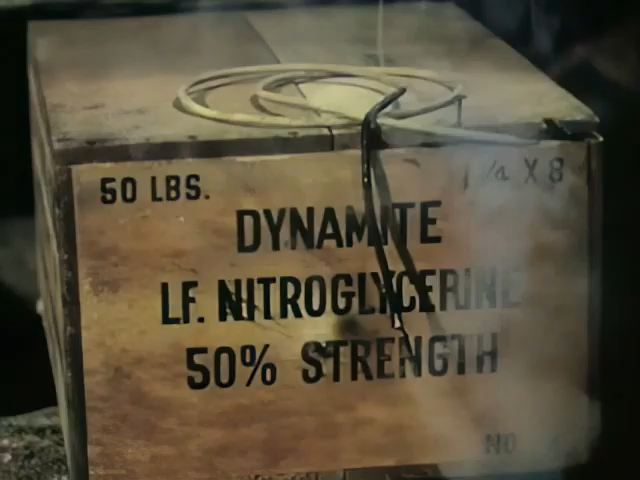 50 LBS.
X 8
DYNAMITE
LF. NITROGLYCERINE
50% STRENGTH
NO